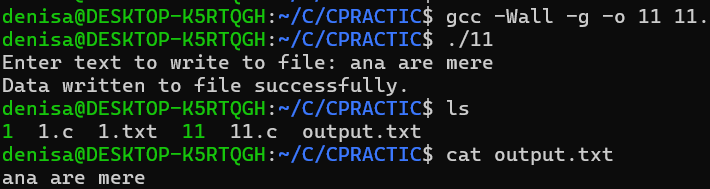 denisa@DESKTOP-K5RTQGH:~/C/CPRACTIC$ gcc -Wall -g -o 11 11.
denisa@DESKTOP-K5RTQGH:~/C/CPRACTIC$ ./11
Enter text to write to file: ana are mere
Data written to file successfully.
denisa@DESKTOP-K5RTQGH:~/C/CPRACTIC$ ls
1  1.c  1.txt  11  11.c  output.txt
denisa@DESKTOP-K5RTQGH:~/C/CPRACTIC$ cat output.txt
ana are mere